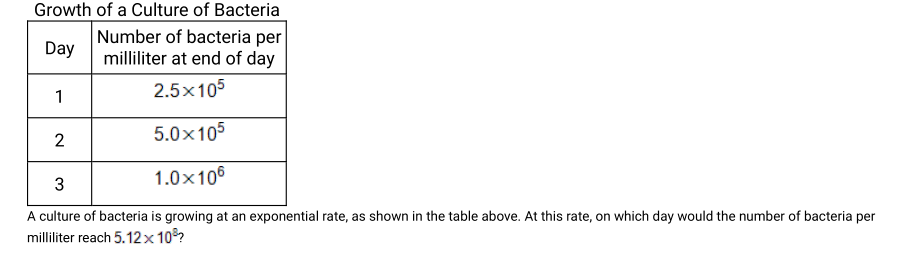 Growth of a Culture of Bacteria
Day
Number of bacteria per
milliliter at end of day
1
2.5×10⁵
2
5.0×10⁵
3
1.0×10⁶
A culture of bacteria is growing at an exponential rate, as shown in the table above. At this rate, on which day would the number of bacteria per
milliliter reach 5.12×10⁸?